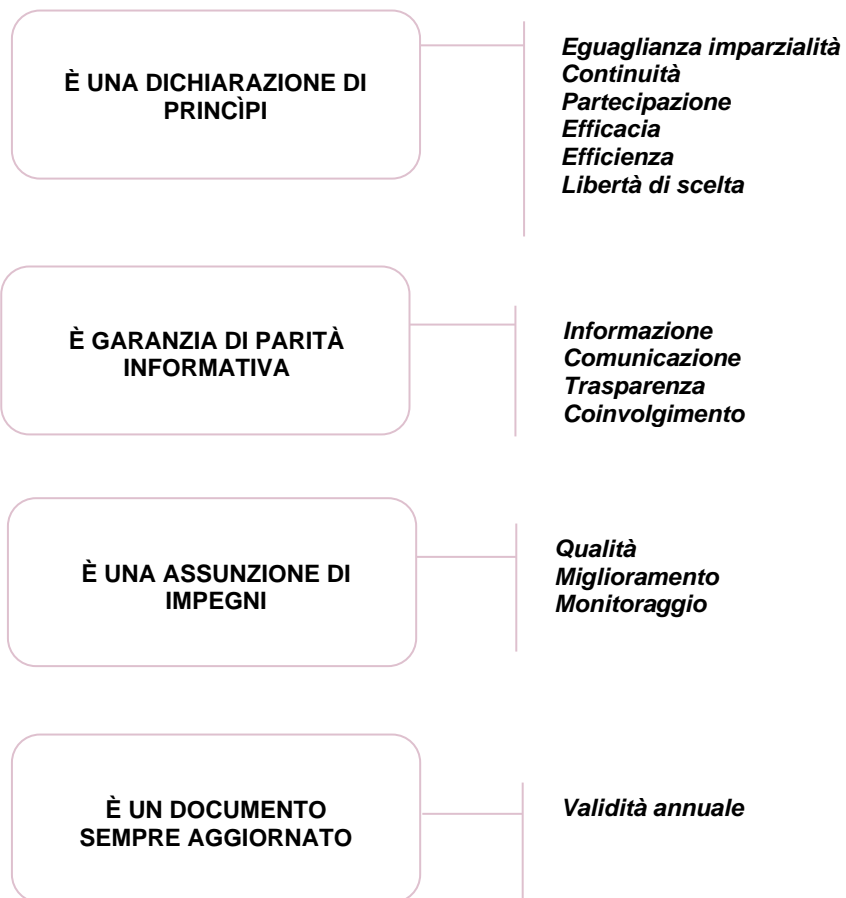 È UNA DICHIARAZIONE DI
PRINCÌPI
Eguaglianza imparzialità
Continuità
Partecipazione
Efficacia
Efficienza
Libertà di scelta
È GARANZIA DI PARITÀ
INFORMATIVA
Informazione
Comunicazione
Trasparenza
Coinvolgimento
È UNA ASSUNZIONE DI
IMPEGNI
Qualità
Miglioramento
Monitoraggio
È UN DOCUMENTO
SEMPRE AGGIORNATO
Validità annuale